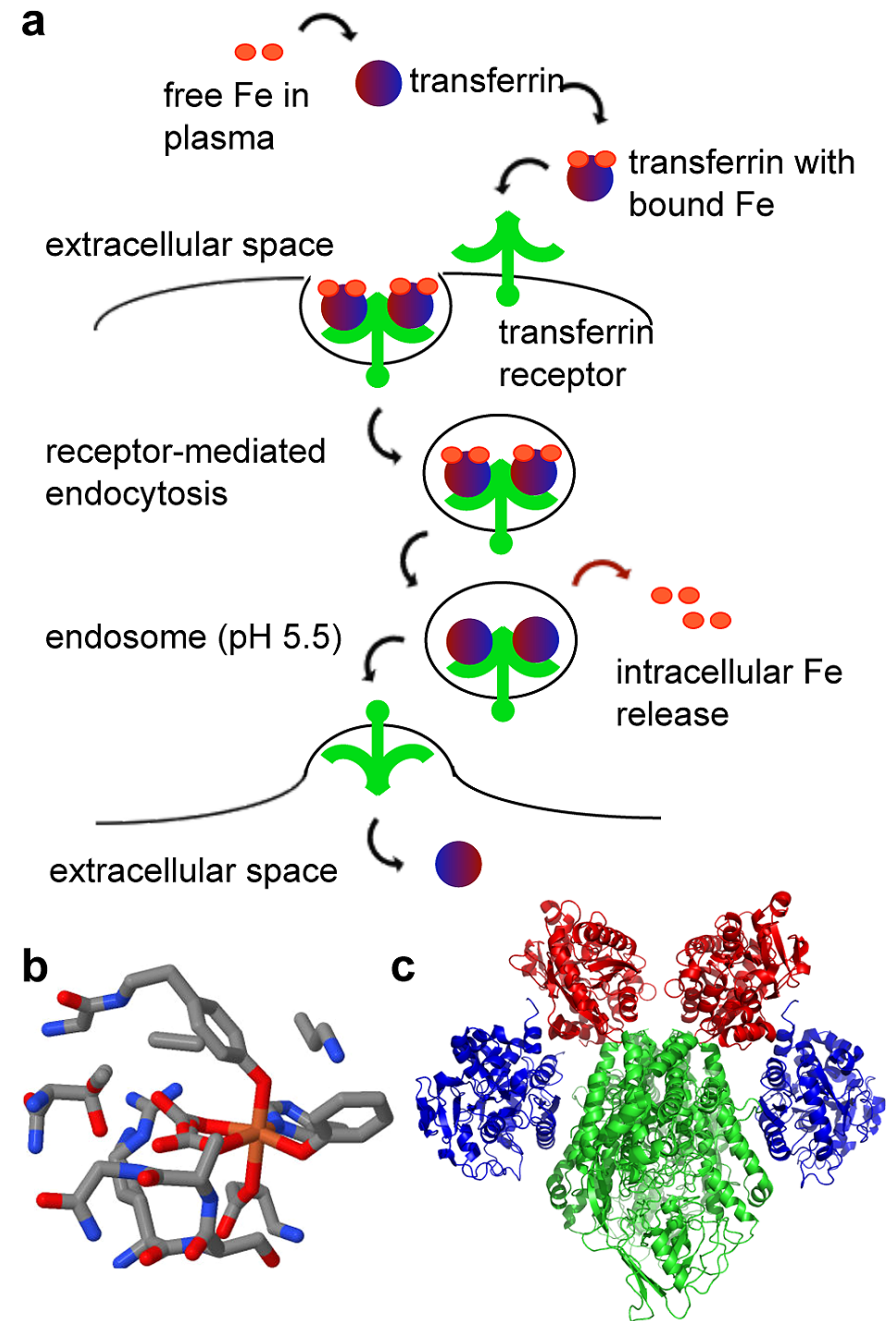 a
free Fe in
plasma
transferrin
transferrin with
bound Fe
extracellular space
transferrin
receptor
receptor-mediated
endocytosis
endosome (pH 5.5)
intracellular Fe
release
extracellular space
b
c